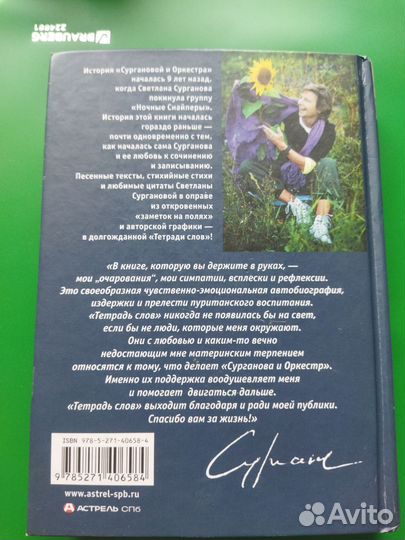 BRAUBERG
224801
История «Сургановой и Оркестра»
началась 9 лет назад,
когда Светлана Сурганова
покинула группу
«Ночные Снайперы».
История этой книги началась
гораздо раньше —
почти одновременно с тем,
как началась сама Сурганова
и ее любовь к сочинению
и записыванию.
Песенные тексты, стихийные стихи
и любимые цитаты Светланы
Сургановой в оправе
из откровенных
«заметок на полях»
и авторской графики —
в долгожданной «Тетради слов»!
«В книге, которую вы держите в руках, —
мои „очарования“, мои симпатии, всплески и рефлексии.
Это своеобразная чувственно-эмоциональная автобиография,
издержки и прелести пуританского воспитания.
«Тетрадь слов» никогда не появилась бы на свет,
если бы не люди, которые меня окружают.
Они с любовью и каким-то вечно
недостающим мне материнским терпением
относятся к тому, что делает «Сурганова и Оркестр».
Именно их поддержка воодушевляет меня
и помогает двигаться дальше.
«Тетрадь слов» выходит благодаря и ради моей публики.
Спасибо вам за жизнь!»
ISBN 978-5-271-40658-4
9 785271 406584
www.astrel-spb.ru
АСТРЕЛЬ СПб
Avito